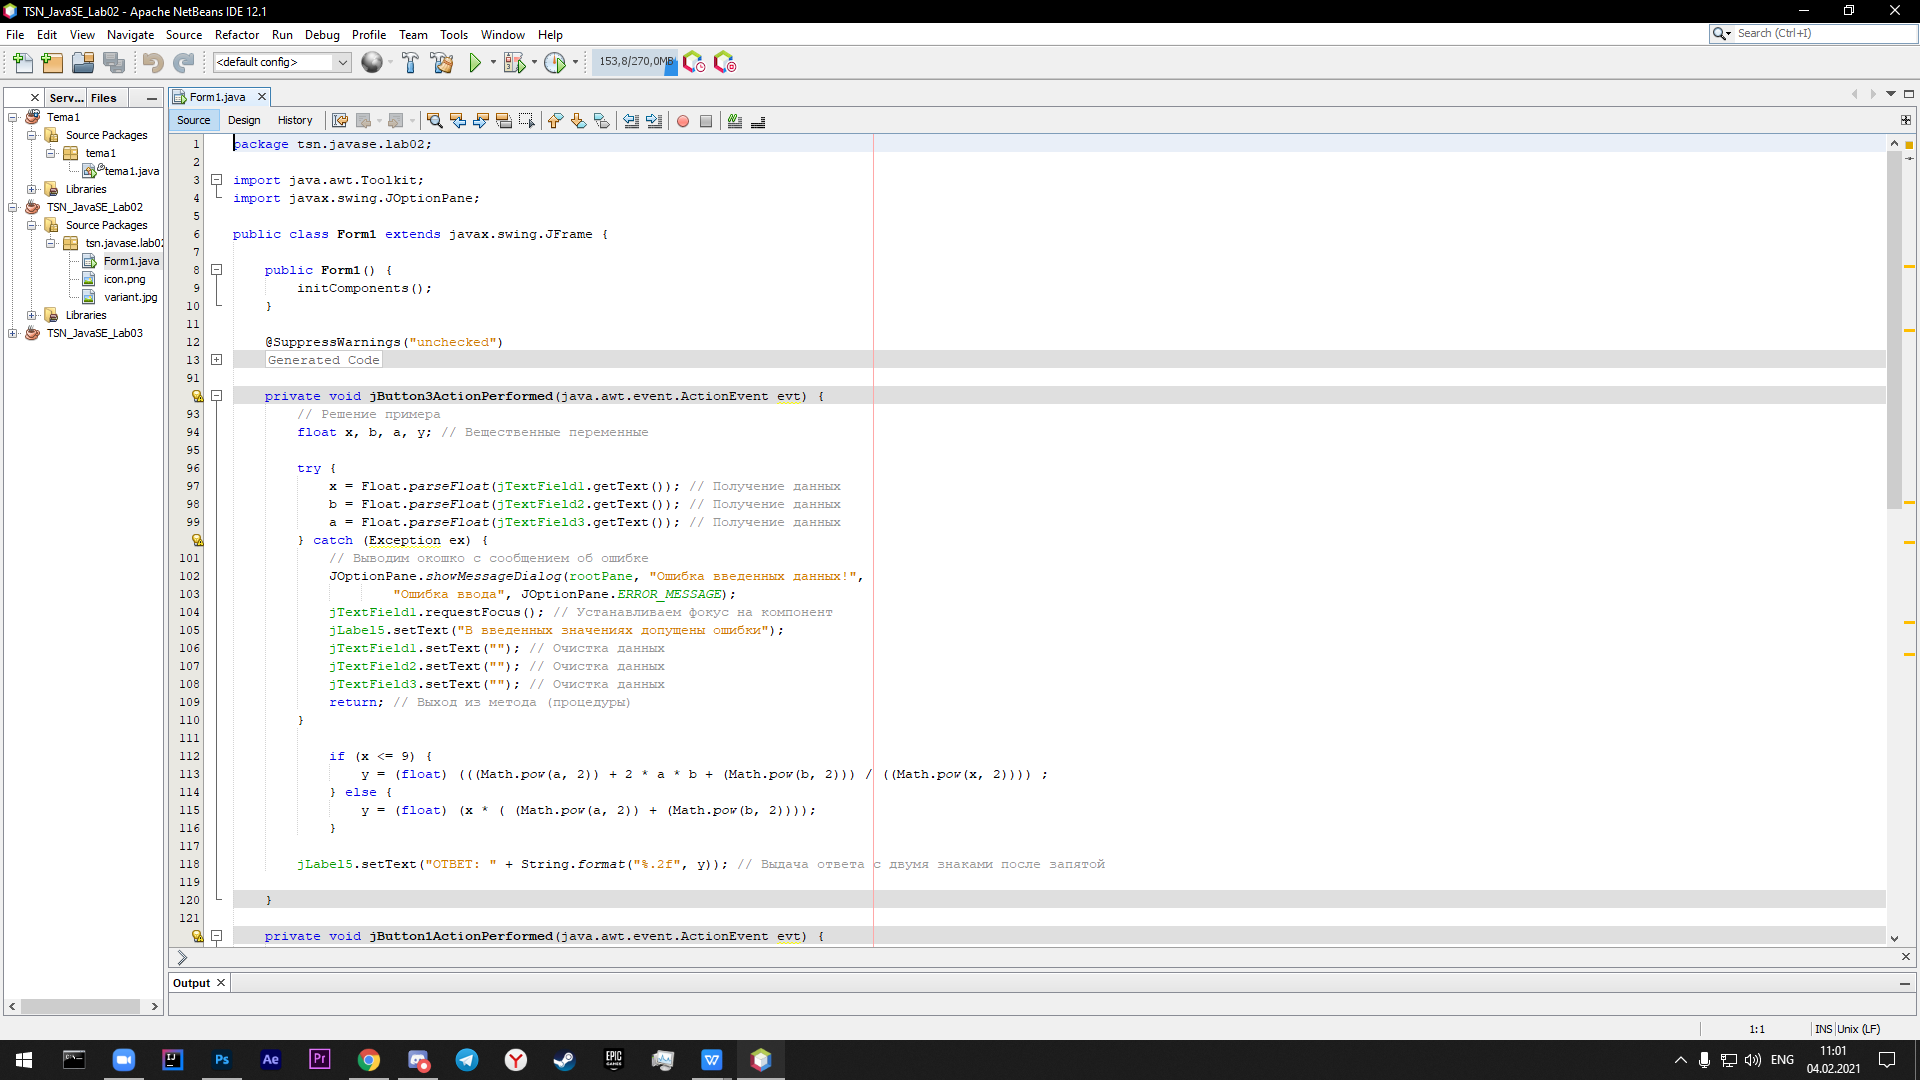 TSN_JavaSE_Lab02 - Apache NetBeans IDE 12.1
File Edit View Navigate Source Refactor Run Debug Profile Team Tools Window Help
Search (Ctrl+I)
<default config>
153,8/270,0MB
Serv... Files
Form1.java
Source Design History
Tema1
Source Packages
tema1
tema1.java
Libraries
TSN_JavaSE_Lab02
Source Packages
tsn.javase.lab02
Form1.java
icon.png
variant.jpg
Libraries
TSN_JavaSE_Lab03
1 package tsn.javase.lab02;
2
3 import java.awt.Toolkit;
4 import javax.swing.JOptionPane;
5
6 public class Form1 extends javax.swing.JFrame {
7
8 public Form1() {
9 initComponents();
10 }
11
12 @SuppressWarnings("unchecked")
13 Generated Code
91
private void jButton3ActionPerformed(java.awt.event.ActionEvent evt) {
93 // Решение примера
94 float x, b, a, y; // Вещественные переменные
95
96 try {
97 x = Float.parseFloat(jTextField1.getText()); // Получение данных
98 b = Float.parseFloat(jTextField2.getText()); // Получение данных
99 a = Float.parseFloat(jTextField3.getText()); // Получение данных
} catch (Exception ex) {
101 // Выводим окошко с сообщением об ошибке
102 JOptionPane.showMessageDialog(rootPane, "Ошибка введенных данных!",
103 "Ошибка ввода", JOptionPane.ERROR_MESSAGE);
104 jTextField1.requestFocus(); // Устанавливаем фокус на компонент
105 jLabel5.setText("В введенных значениях допущены ошибки");
106 jTextField1.setText(""); // Очистка данных
107 jTextField2.setText(""); // Очистка данных
108 jTextField3.setText(""); // Очистка данных
109 return; // Выход из метода (процедуры)
110 }
111
112 if (x <= 9) {
113 y = (float) (((Math.pow(a, 2)) + 2 * a * b + (Math.pow(b, 2))) / ((Math.pow(x, 2)))) ;
114 } else {
115 y = (float) (x * ( (Math.pow(a, 2)) + (Math.pow(b, 2))));
116 }
117
118 jLabel5.setText("ОТВЕТ: " + String.format("%.2f", y)); // Выдача ответа с двумя знаками после запятой
119
120 }
121
private void jButton1ActionPerformed(java.awt.event.ActionEvent evt) {
Output
1:1 INS Unix (LF)
Ps Ae Pr
EPIC GAMES
ENG
11:01
04.02.2021